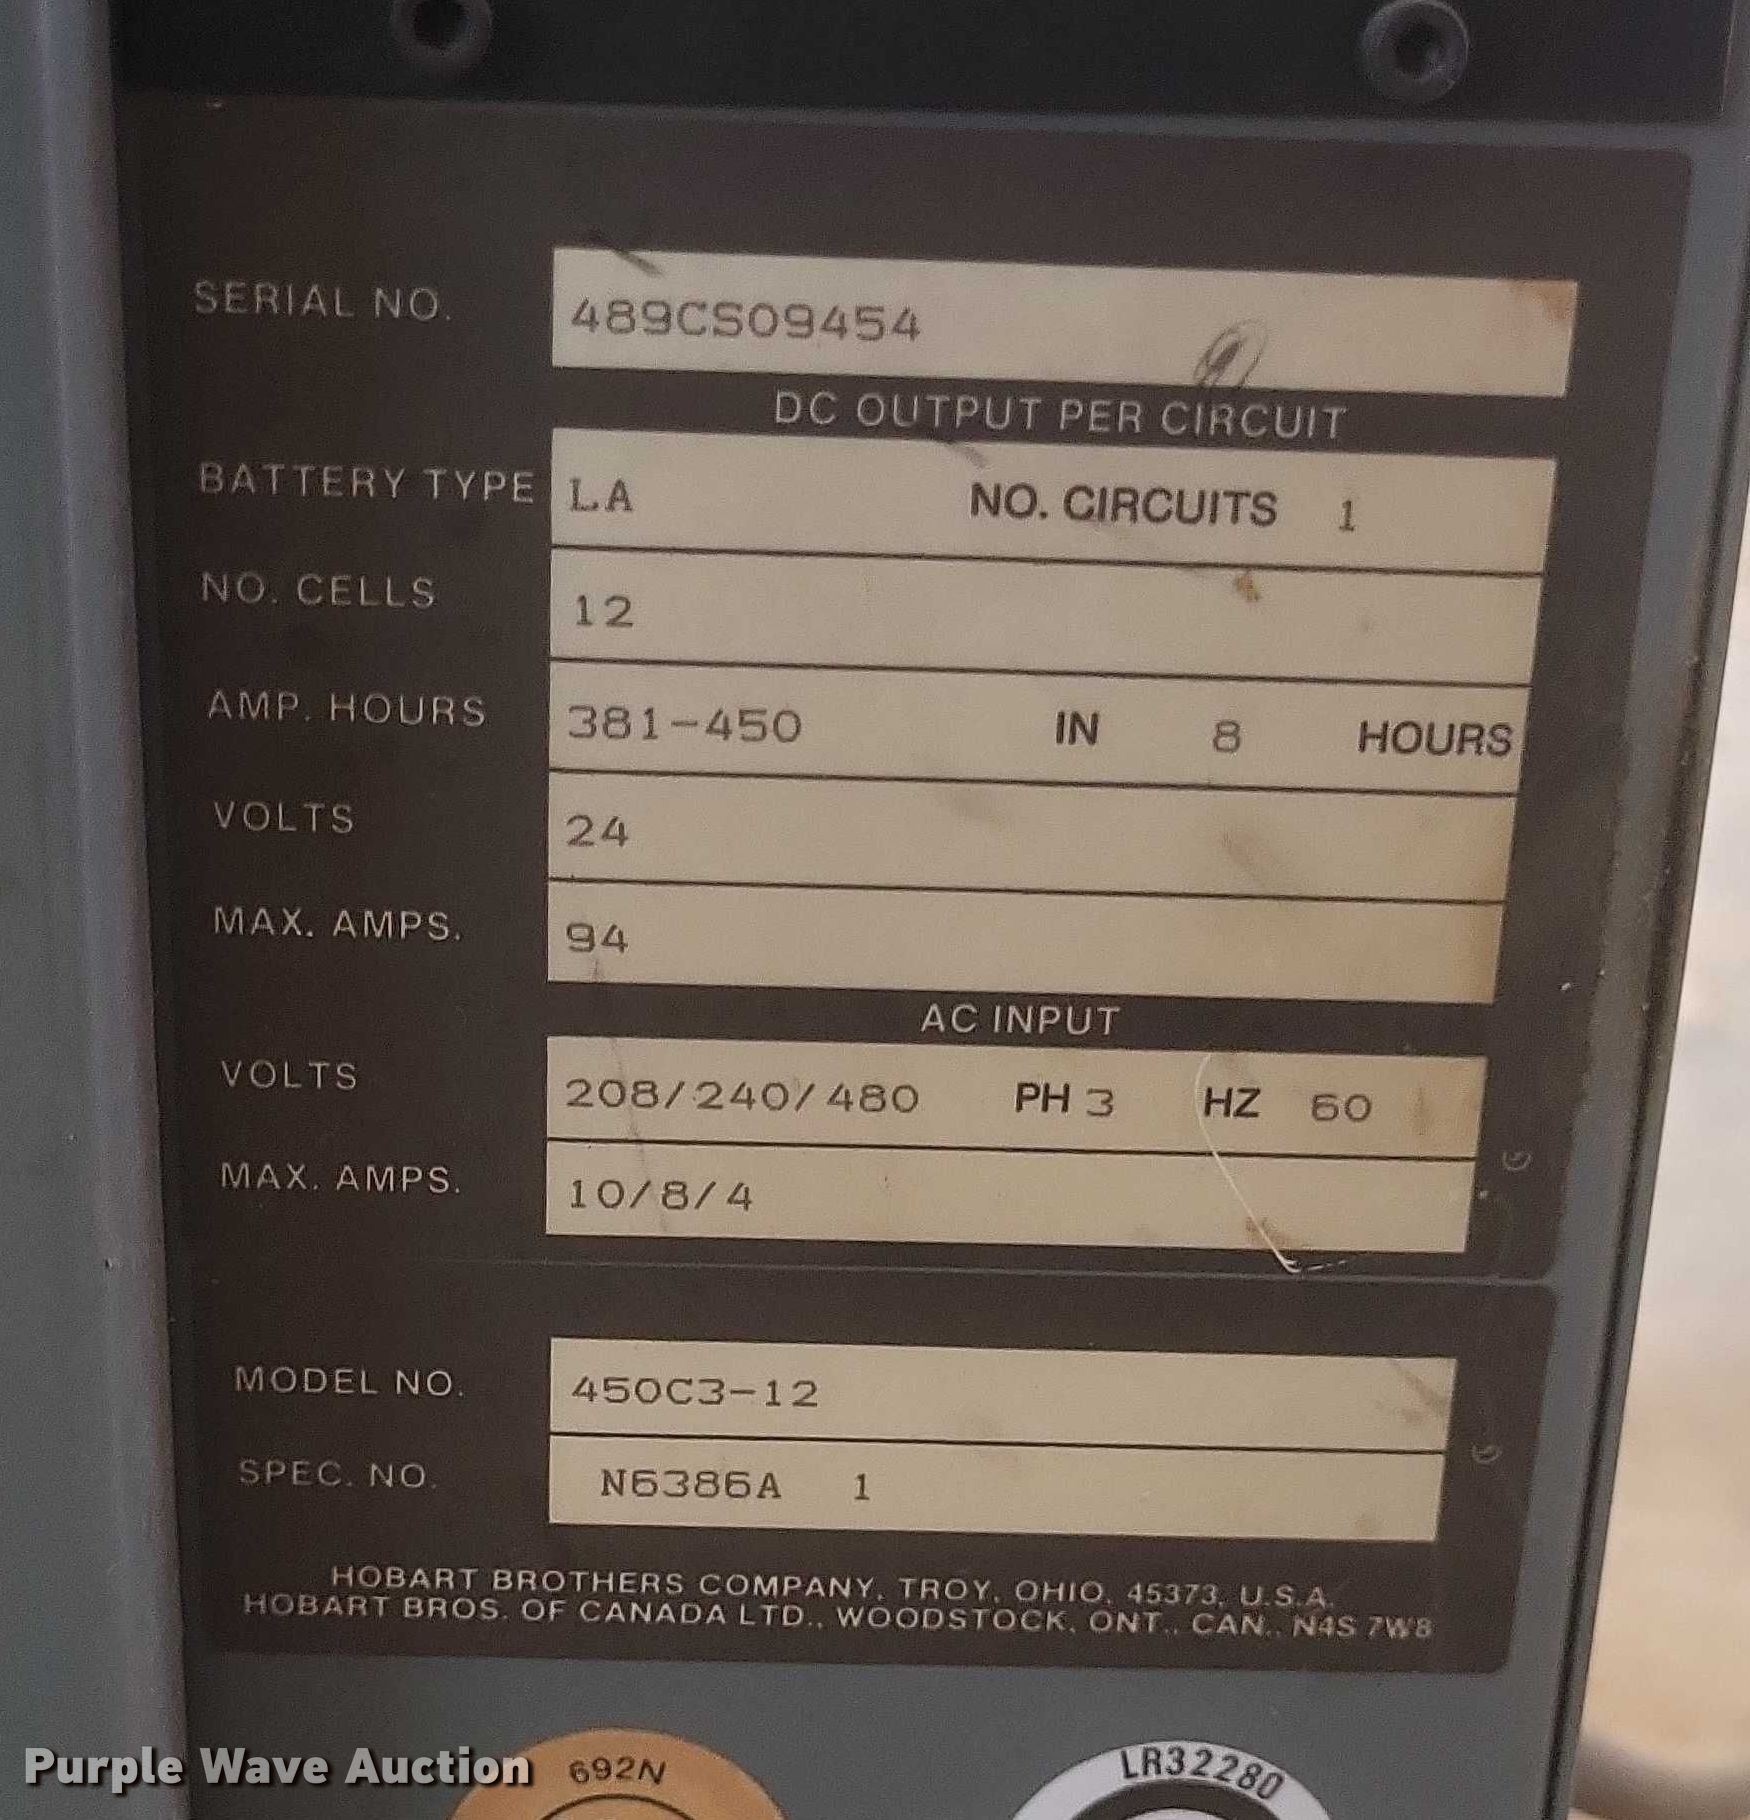 SERIAL NO. 489CS09454
DC OUTPUT PER CIRCUIT
BATTERY TYPE LA NO. CIRCUITS 1
NO. CELLS 12
AMP. HOURS 381-450 IN 8 HOURS
VOLTS 24
MAX. AMPS. 94
AC INPUT
VOLTS 208/240/480 PH 3 HZ 60
MAX. AMPS. 10/8/4
MODEL NO. 450C3-12
SPEC. NO. N6386A 1
HOBART BROTHERS COMPANY, TROY, OHIO, 45373, U.S.A.
HOBART BROS. OF CANADA LTD., WOODSTOCK, ONT., CAN., N4S 7W8
692N LR32280
Purple Wave Auction